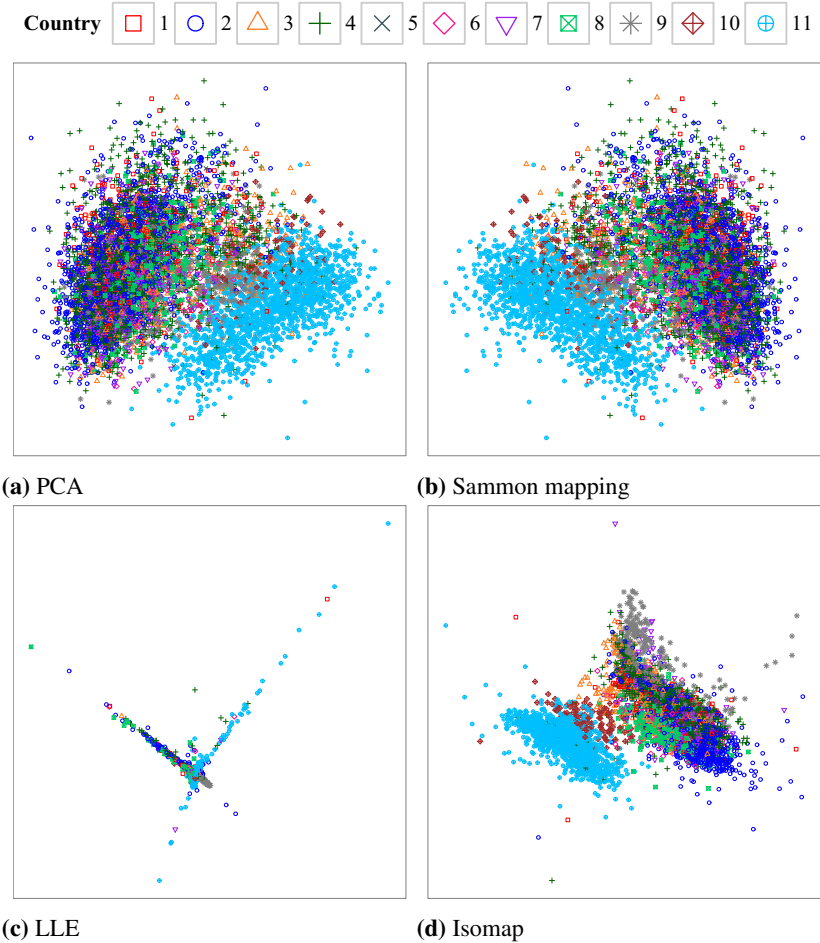 Country 1 2 3 4 5 6 7 8 9 10 11
(a) PCA
(b) Sammon mapping
(c) LLE
(d) Isomap